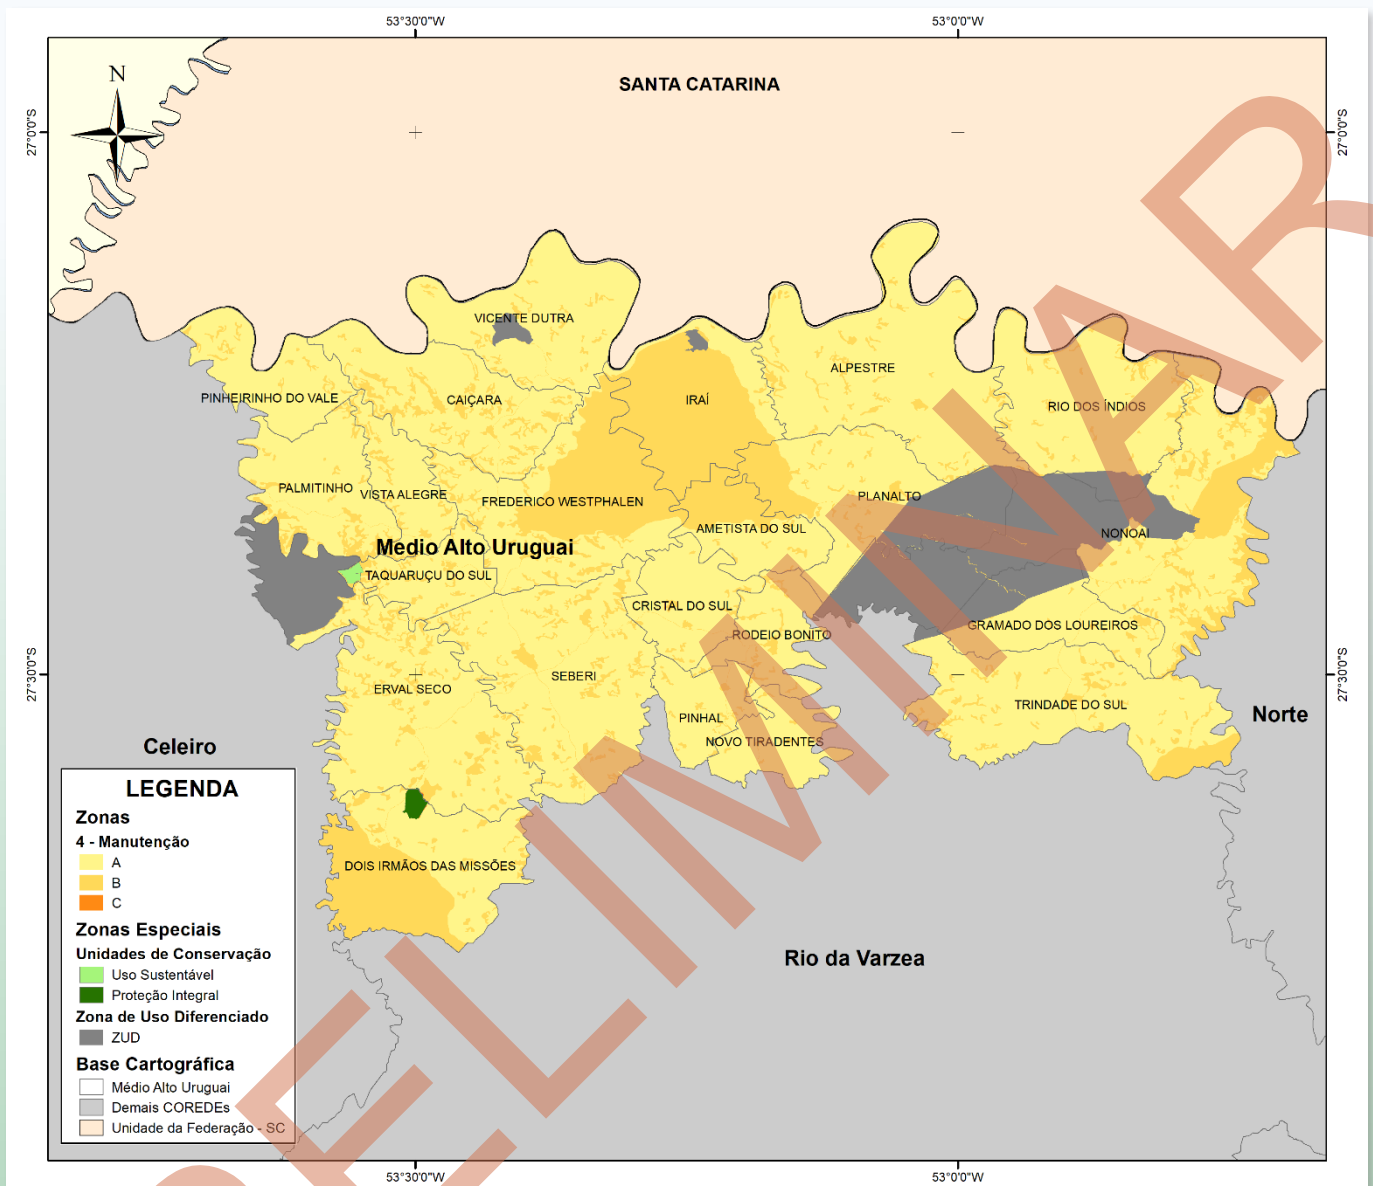 53°30'0"W
53°0'0"W
N
SANTA CATARINA
27°0'0"S
27°0'0"S
VICENTE DUTRA
ALPESTRE
PINHEIRINHO DO VALE
CAIÇARA
IRAÍ
RIO DOS ÍNDIOS
PALMITINHO
VISTA ALEGRE
FREDERICO WESTPHALEN
PLANALTO
AMETISTA DO SUL
NONOAI
Medio Alto Uruguai
TAQUARUÇU DO SUL
CRISTAL DO SUL
RODEIO BONITO
GRAMADO DOS LOUREIROS
27°30'0"S
27°30'0"S
ERVAL SECO
SEBERI
TRINDADE DO SUL
PINHAL
Norte
NOVO TIRADENTES
Celeiro
DOIS IRMÃOS DAS MISSÕES
Rio da Varzea
LEGENDA
Zonas
4 - Manutenção
A
B
C
Zonas Especiais
Unidades de Conservação
Uso Sustentável
Proteção Integral
Zona de Uso Diferenciado
ZUD
Base Cartográfica
Médio Alto Uruguai
Demais COREDEs
Unidade da Federação - SC
53°30'0"W
53°0'0"W
RELIMINAR